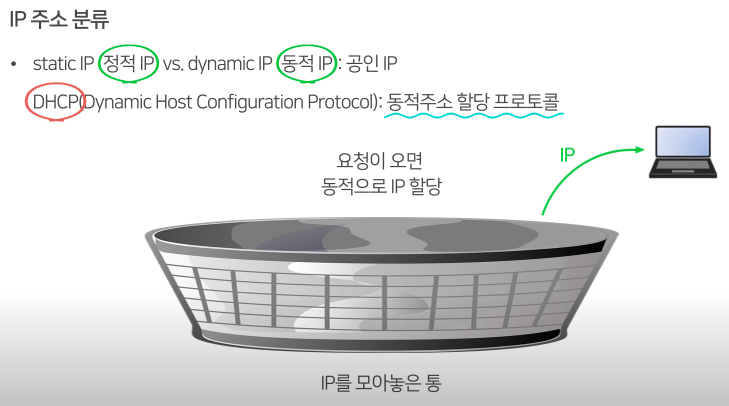 IP 주소 분류
• static IP 정적 IP vs. dynamic IP 동적 IP : 공인 IP
DHCP(Dynamic Host Configuration Protocol): 동적주소 할당 프로토콜
요청이 오면
동적으로 IP 할당
IP
IP를 모아놓은 통